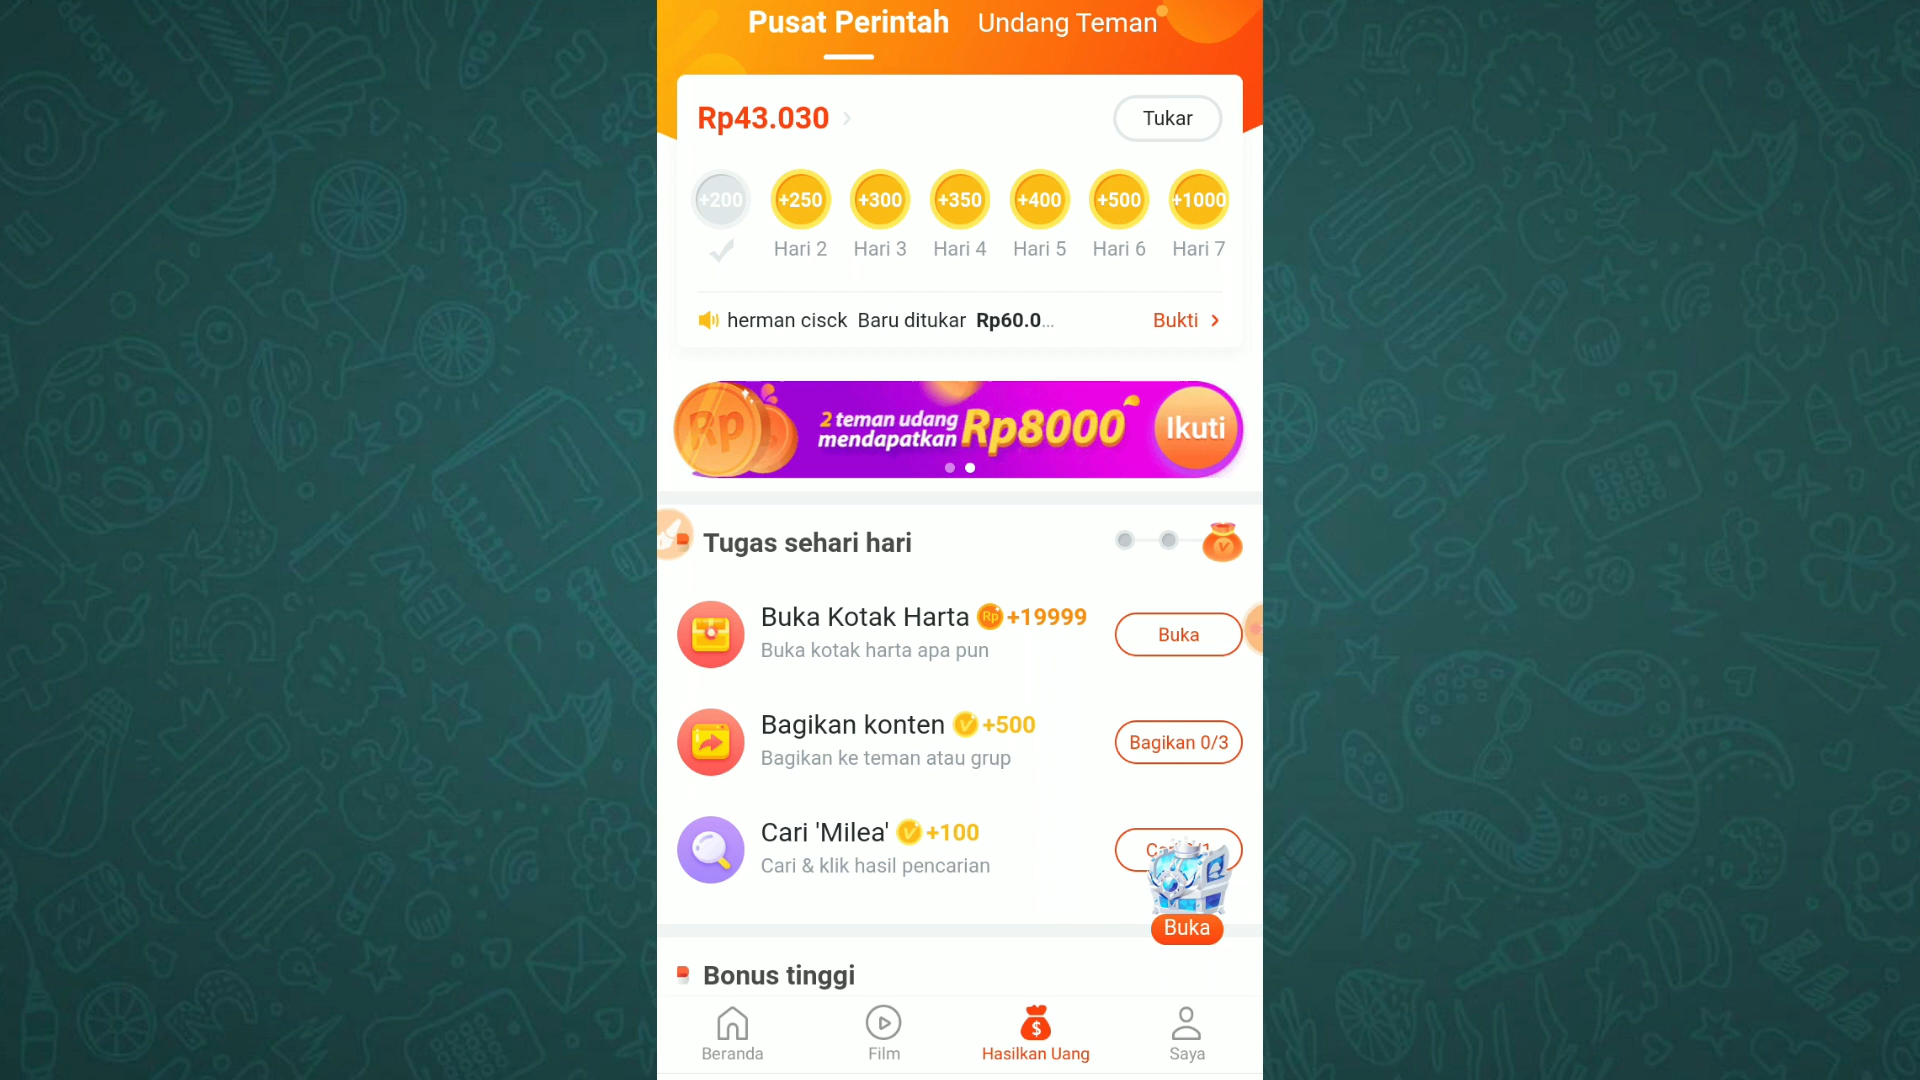 Pusat Perintah Undang Teman
Rp43.030
Tukar
+200 +250 +300 +350 +400 +500 +1000
Hari 2 Hari 3 Hari 4 Hari 5 Hari 6 Hari 7
herman cisck Baru ditukar Rp60.0... Bukti
2 teman udang
mendapatkan
Rp8000
Ikuti
Rp
Tugas sehari hari
Buka Kotak Harta Rp +19999
Buka kotak harta apa pun
Buka
Bagikan konten +500
Bagikan ke teman atau grup
Bagikan 0/3
Cari 'Milea' +100
Cari & klik hasil pencarian
Buka
Bonus tinggi
Beranda Film Hasilkan Uang Saya